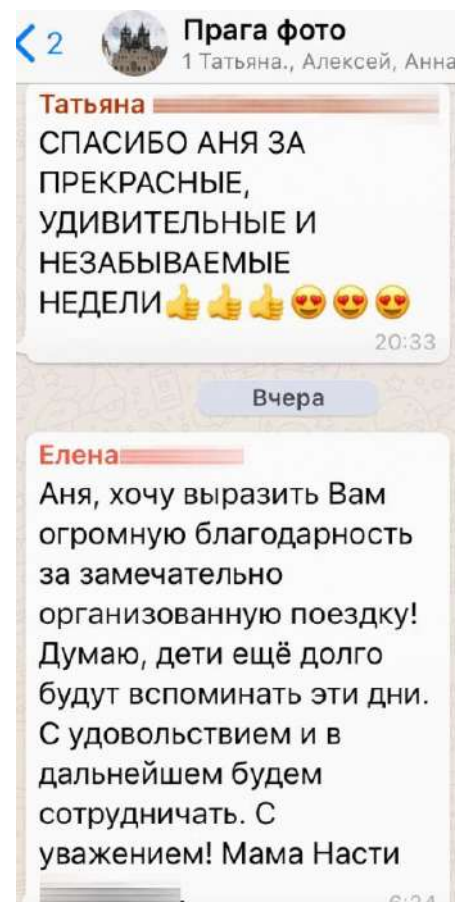 2
Прага фото
1 Татьяна., Алексей, Анна
Татьяна
СПАСИБО АНЯ ЗА
ПРЕКРАСНЫЕ,
УДИВИТЕЛЬНЫЕ И
НЕЗАБЫВАЕМЫЕ
НЕДЕЛИ👍👍👍😍😍😍
20:33
Вчера
Елена
Аня, хочу выразить Вам
огромную благодарность
за замечательно
организованную поездку!
Думаю, дети ещё долго
будут вспоминать эти дни.
С удовольствием и в
дальнейшем будем
сотрудничать. С
уважением! Мама Насти